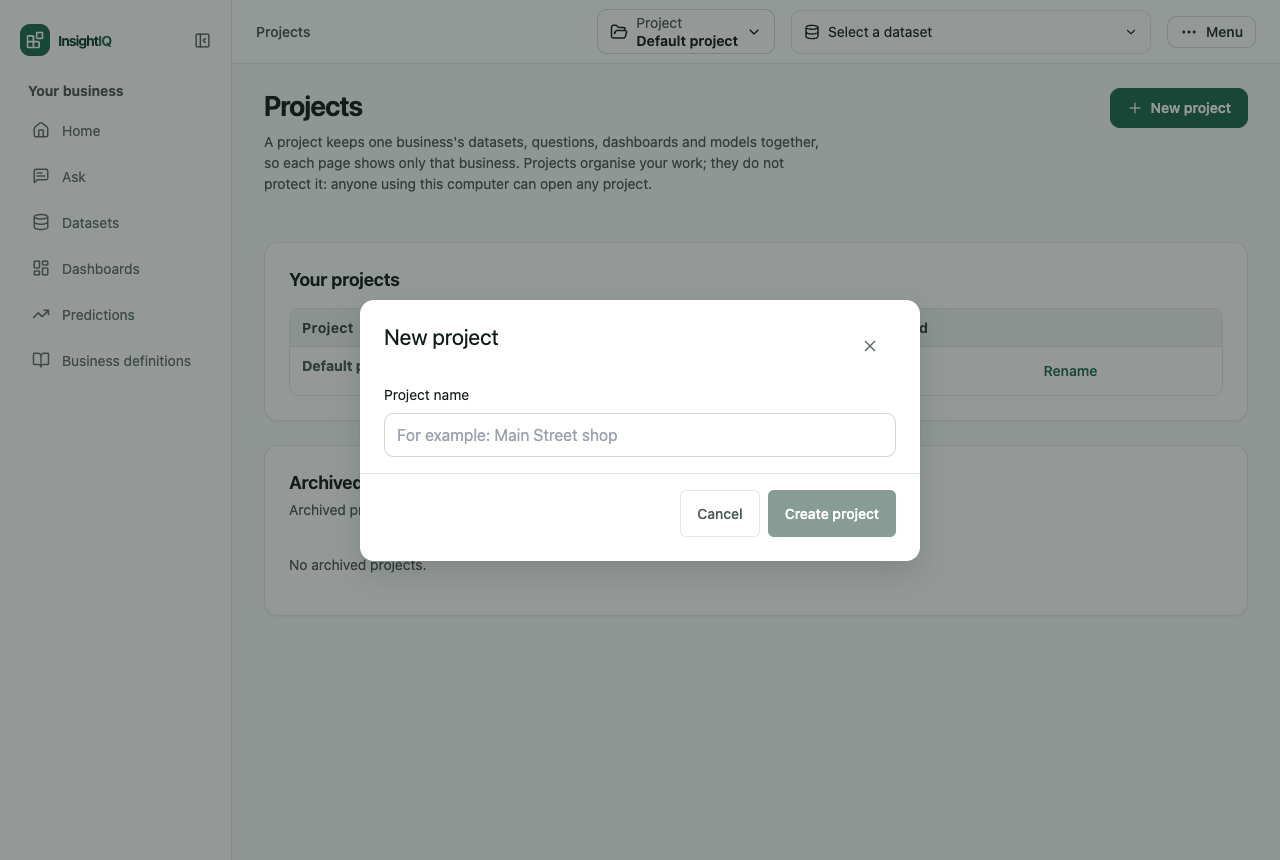 InsightIQ
Your business
Home
Ask
Datasets
Dashboards
Predictions
Business definitions
Projects
Project
Default project
Select a dataset
Menu
Projects
New project
A project keeps one business's datasets, questions, dashboards and models together,
so each page shows only that business. Projects organise your work; they do not
protect it: anyone using this computer can open any project.
Your projects
Project
Default
Rename
New project
Project name
For example: Main Street shop
Cancel
Create project
Archived
Archived
No archived projects.